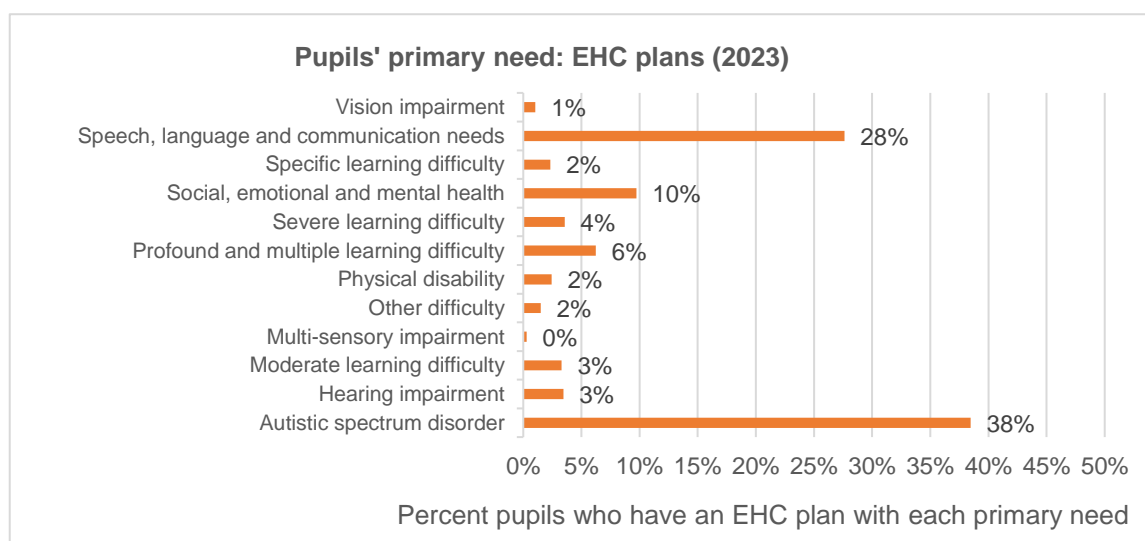 Pupils' primary need: EHC plans (2023)
Vision impairment 1%
Speech, language and communication needs 28%
Specific learning difficulty 2%
Social, emotional and mental health 10%
Severe learning difficulty 4%
Profound and multiple learning difficulty 6%
Physical disability 2%
Other difficulty 2%
Multi-sensory impairment 0%
Moderate learning difficulty 3%
Hearing impairment 3%
Autistic spectrum disorder 38%
0% 5% 10% 15% 20% 25% 30% 35% 40% 45% 50%
Percent pupils who have an EHC plan with each primary need